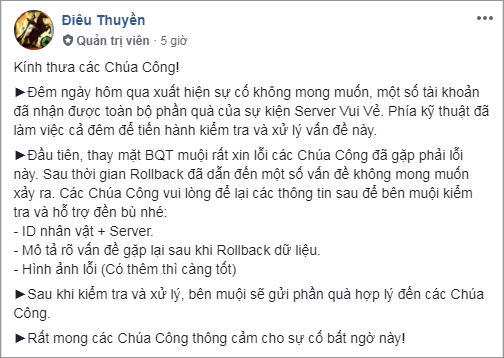 Điêu Thuyền
Quản trị viên · 5 giờ
Kính thưa các Chúa Công!
►Đêm ngày hôm qua xuất hiện sự cố không mong muốn, một số tài khoản
đã nhận được toàn bộ phần quà của sự kiện Server Vui Vẻ. Phía kỹ thuật đã
làm việc cả đêm để tiến hành kiểm tra và xử lý vấn đề này.
►Đầu tiên, thay mặt BQT muội rất xin lỗi các Chúa Công đã gặp phải lỗi
này. Sau thời gian Rollback đã dẫn đến một số vấn đề không mong muốn
xảy ra. Các Chúa Công vui lòng để lại các thông tin sau để bên muội kiểm
tra và hỗ trợ đền bù nhé:
- ID nhân vật + Server.
- Mô tả rõ vấn đề gặp lại sau khi Rollback dữ liệu.
- Hình ảnh lỗi (Có thêm thì càng tốt)
►Sau khi kiểm tra và xử lý, bên muội sẽ gửi phần quà hợp lý đến các Chúa
Công.
►Rất mong các Chúa Công thông cảm cho sự cố bất ngờ này!